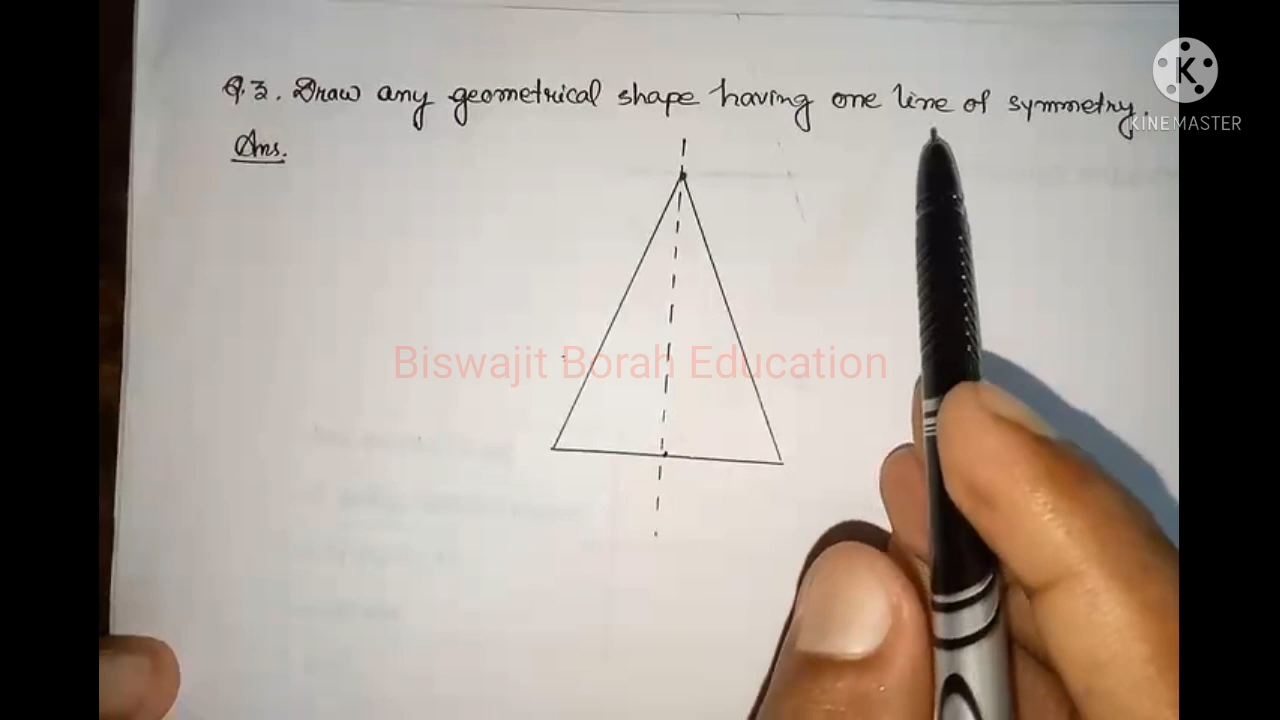 Q.3. Draw any geometrical shape having one line of symmetry.
Ans.
K
KINEMASTER
Biswajit Borah Education